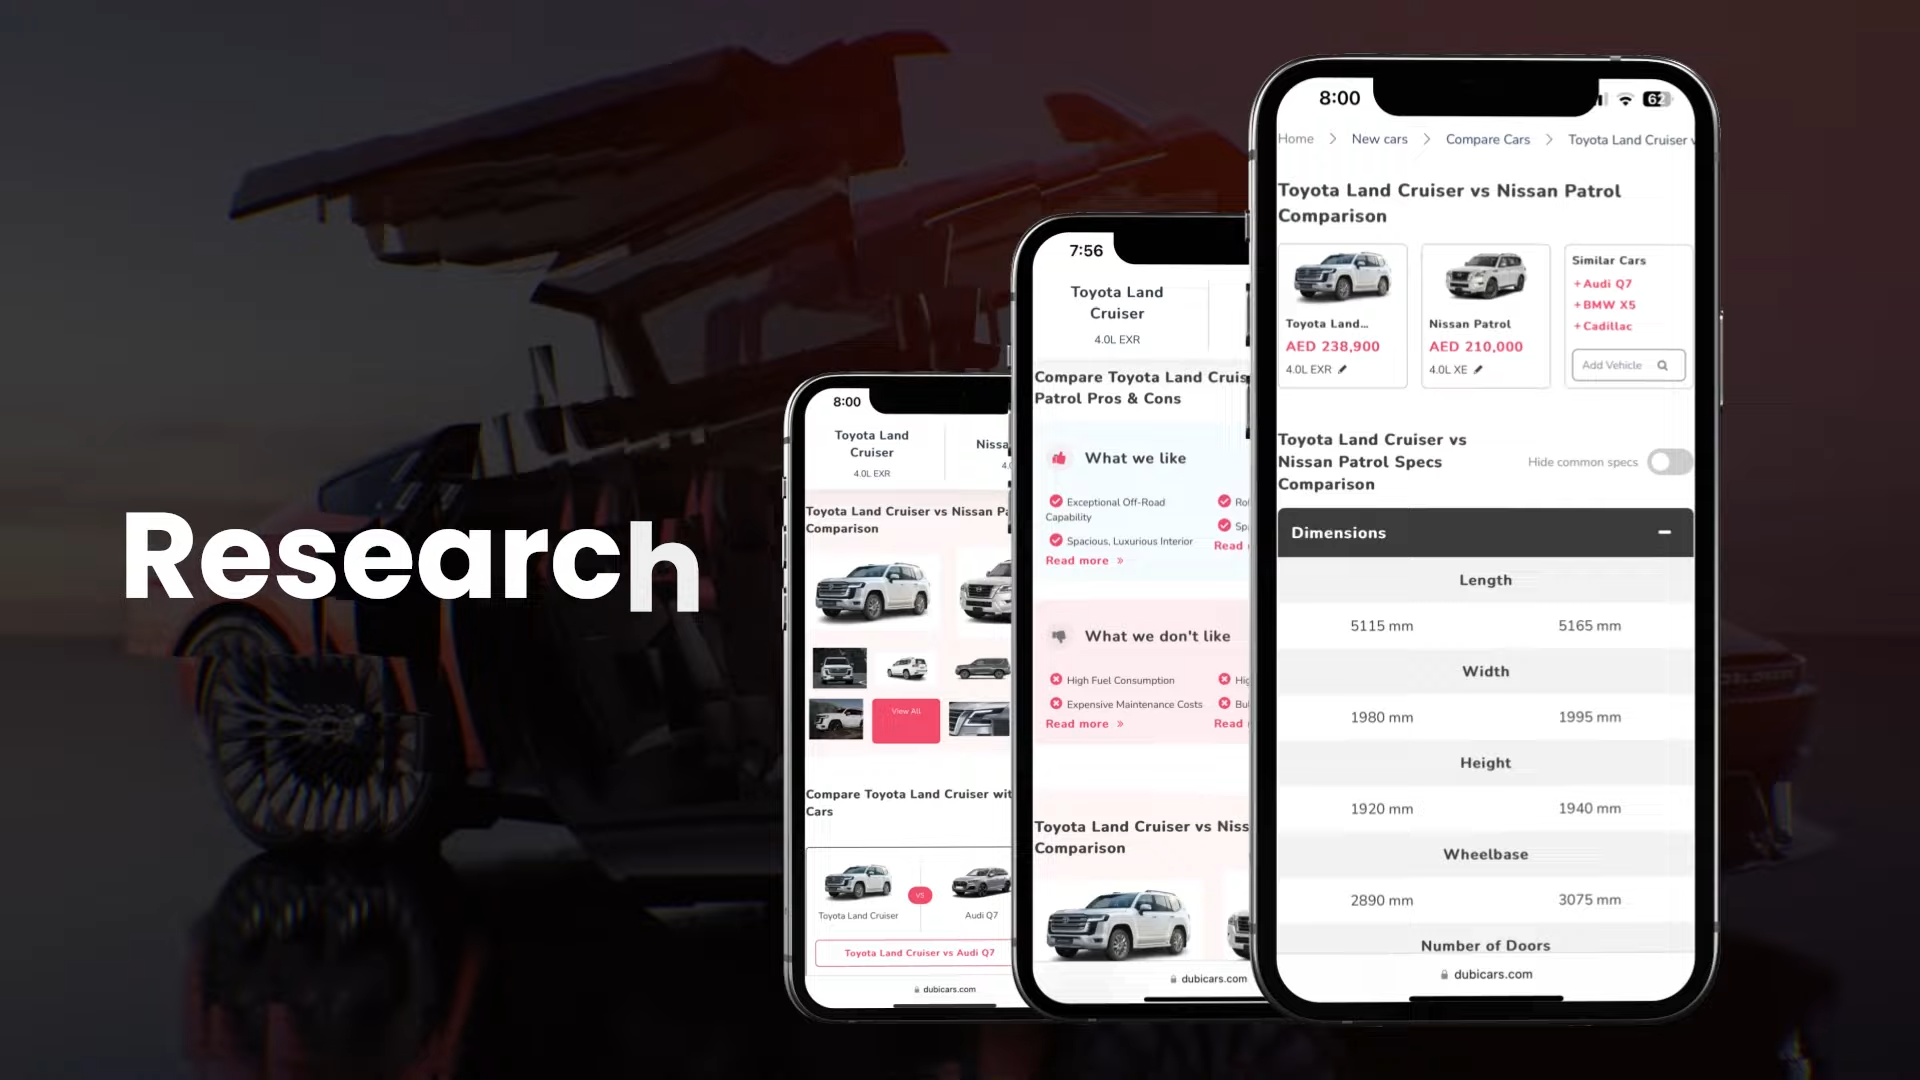 Research
8:00
Toyota Land
Cruiser
4.0L EXR
Nissa
Toyota Land Cruiser vs Nissan Pa
Comparison
View All
Compare Toyota Land Cruiser wit
Cars
VS
Toyota Land Cruiser
Audi Q7
Toyota Land Cruiser vs Audi Q7
dubicars.com
7:56
Toyota Land
Cruiser
4.0L EXR
Compare Toyota Land Cruis
Patrol Pros & Cons
What we like
Exceptional Off-Road
Capability
Spacious, Luxurious Interior
Read more »
Read
What we don't like
High Fuel Consumption
Expensive Maintenance Costs
Read more »
Read
Toyota Land Cruiser vs Niss
Comparison
dubicars.com
8:00
62
Home > New cars > Compare Cars > Toyota Land Cruiser v
Toyota Land Cruiser vs Nissan Patrol
Comparison
Toyota Land...
AED 238,900
4.0L EXR
Nissan Patrol
AED 210,000
4.0L XE
Similar Cars
+Audi Q7
+BMW X5
+Cadillac
Add Vehicle
Toyota Land Cruiser vs
Nissan Patrol Specs
Comparison
Hide common specs
Dimensions
Length
5115 mm 5165 mm
Width
1980 mm 1995 mm
Height
1920 mm 1940 mm
Wheelbase
2890 mm 3075 mm
Number of Doors
dubicars.com